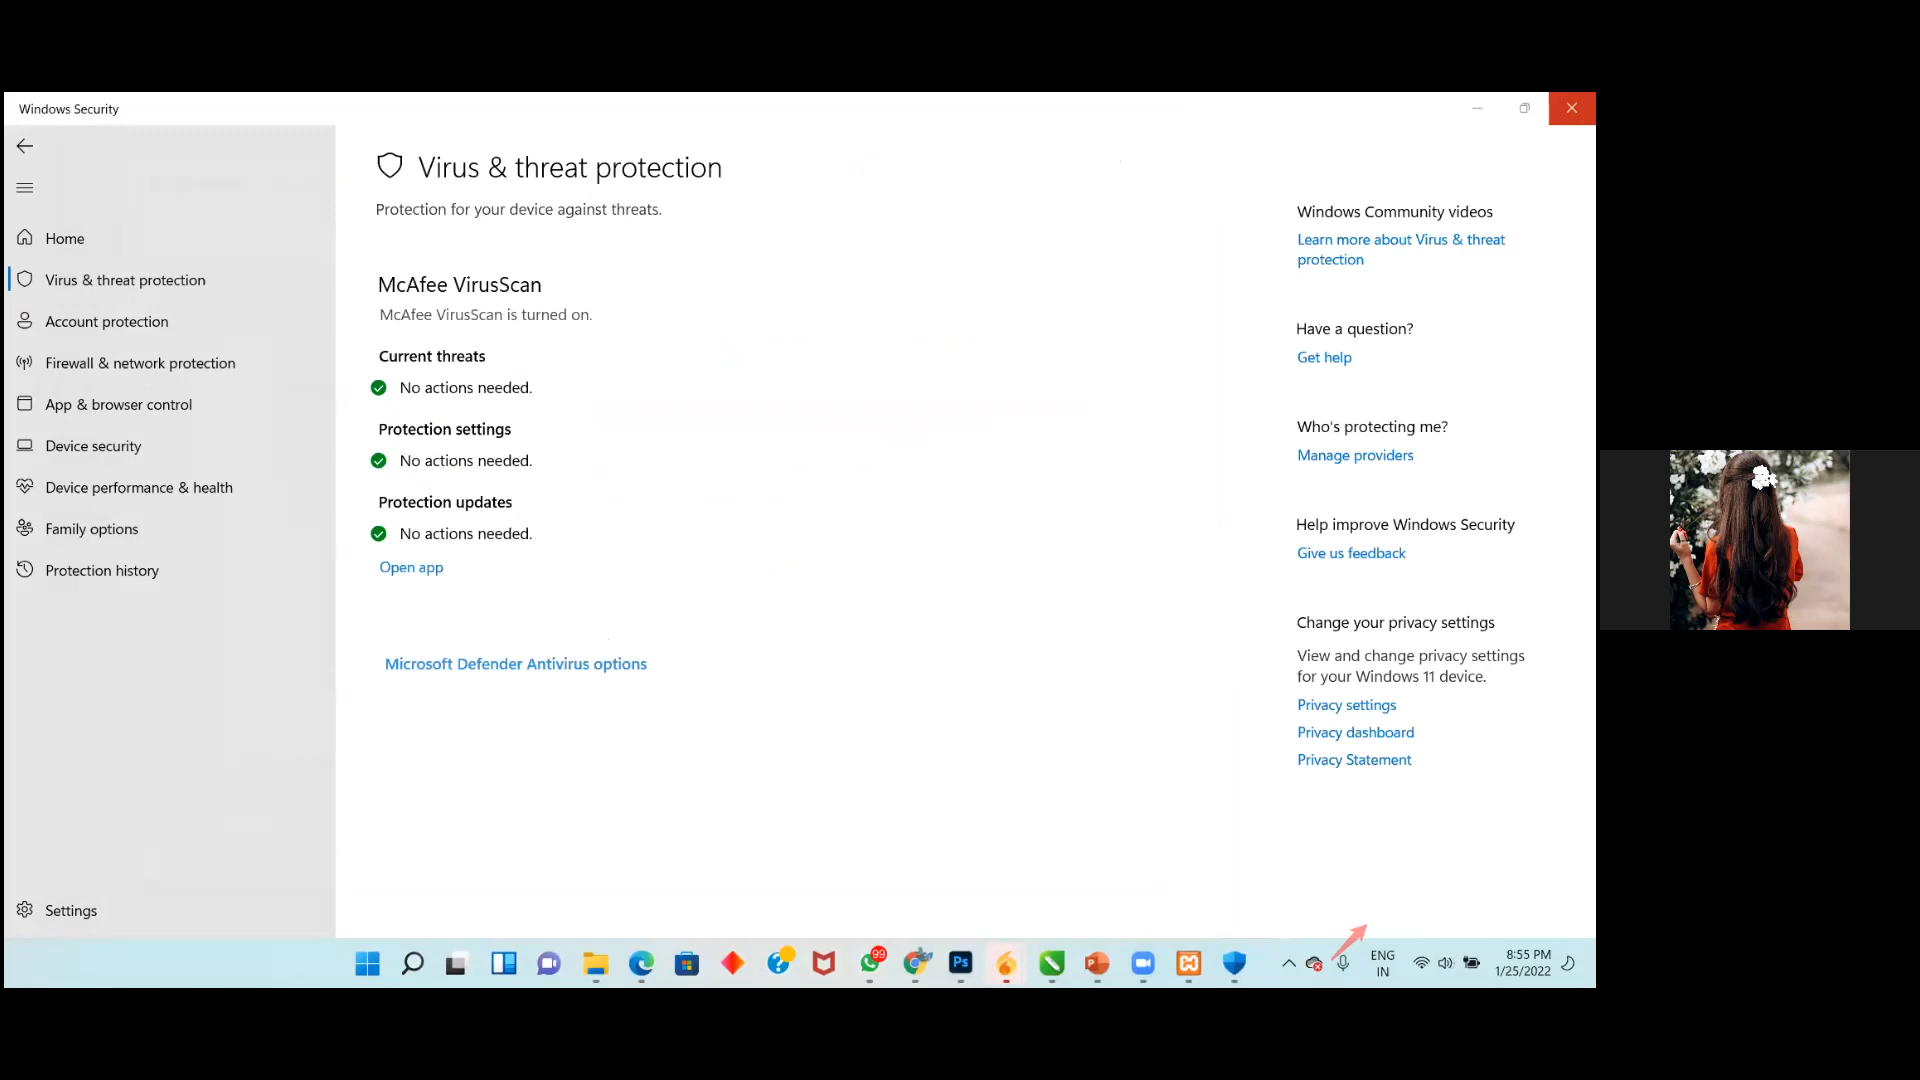 Windows Security
Home
Virus & threat protection
Account protection
Firewall & network protection
App & browser control
Device security
Device performance & health
Family options
Protection history
Settings
Virus & threat protection
Protection for your device against threats.
McAfee VirusScan
McAfee VirusScan is turned on.
Current threats
No actions needed.
Protection settings
No actions needed.
Protection updates
No actions needed.
Open app
Microsoft Defender Antivirus options
Windows Community videos
Learn more about Virus & threat
protection
Have a question?
Get help
Who's protecting me?
Manage providers
Help improve Windows Security
Give us feedback
Change your privacy settings
View and change privacy settings
for your Windows 11 device.
Privacy settings
Privacy dashboard
Privacy Statement
99
Ps
ENG
IN
8:55 PM
1/25/2022